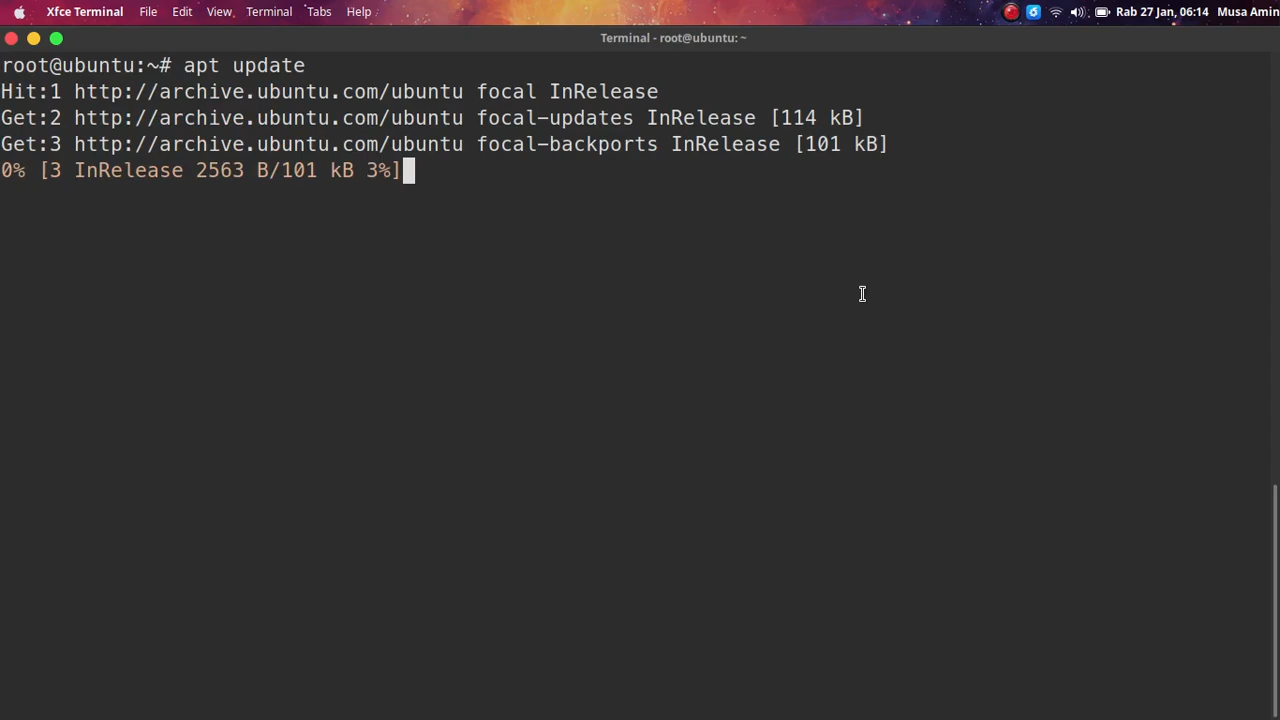 Xfce Terminal File Edit View Terminal Tabs Help Rab 27 Jan, 06:14 Musa Amin
Terminal - root@ubuntu: ~
root@ubuntu:~# apt update
Hit:1 http://archive.ubuntu.com/ubuntu focal InRelease
Get:2 http://archive.ubuntu.com/ubuntu focal-updates InRelease [114 kB]
Get:3 http://archive.ubuntu.com/ubuntu focal-backports InRelease [101 kB]
0% [3 InRelease 2563 B/101 kB 3%]